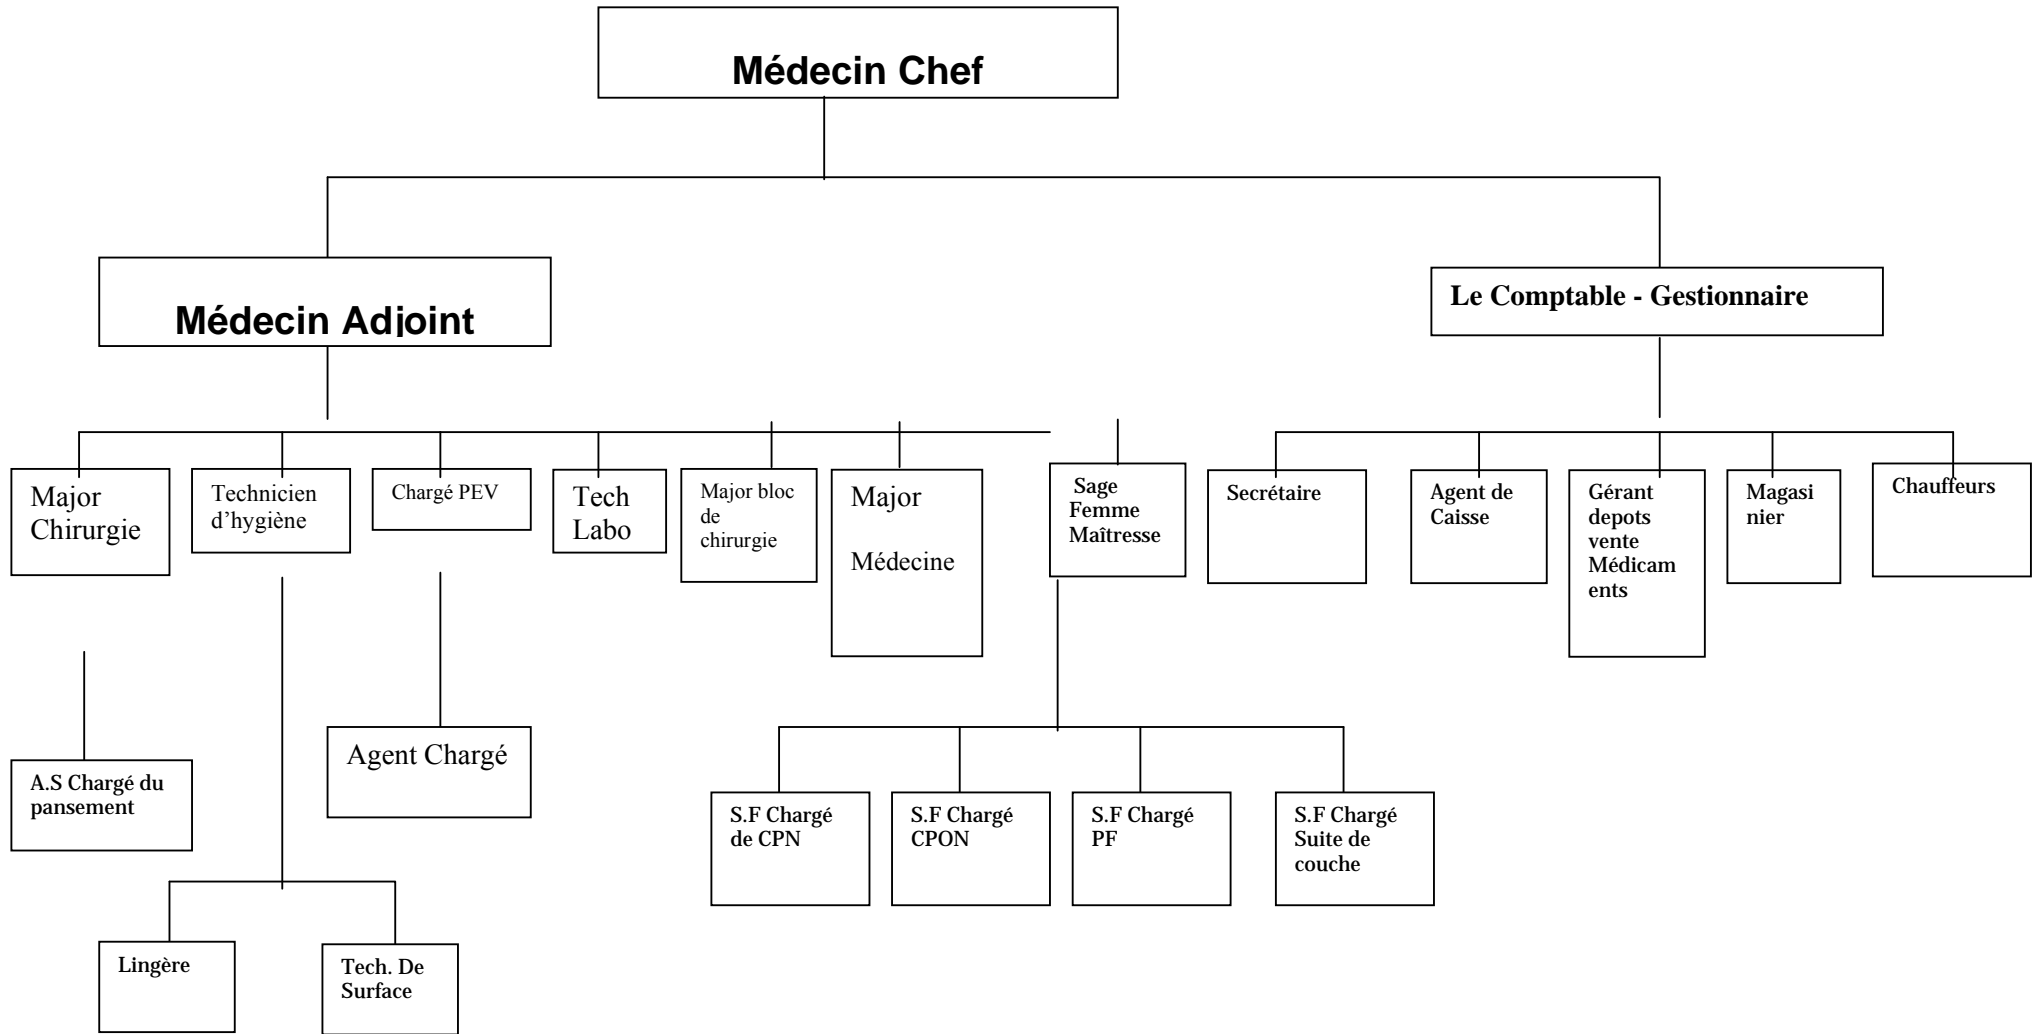 Médecin Chef
Médecin Adjoint
Le Comptable - Gestionnaire
Major
Chirurgie
Technicien
d’hygiène
Chargé PEV
Tech
Labo
Major bloc
de
chirurgie
Major
Médecine
Sage
Femme
Maîtresse
Secrétaire
Agent de
Caisse
Gérant
depots
vente
Médicam
ents
Magasi
nier
Chauffeurs
A.S Chargé du
pansement
Agent Chargé
S.F Chargé
de CPN
S.F Chargé
CPON
S.F Chargé
PF
S.F Chargé
Suite de
couche
Lingère
Tech. De
Surface